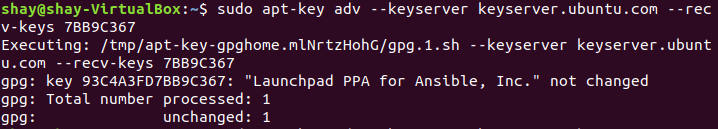 shay@shay-VirtualBox:~$ sudo apt-key adv --keyserver keyserver.ubuntu.com --rec
v-keys 7BB9C367
Executing: /tmp/apt-key-gpghome.mlNrtzHohG/gpg.1.sh --keyserver keyserver.ubunt
u.com --recv-keys 7BB9C367
gpg: key 93C4A3FD7BB9C367: "Launchpad PPA for Ansible, Inc." not changed
gpg: Total number processed: 1
gpg:              unchanged: 1